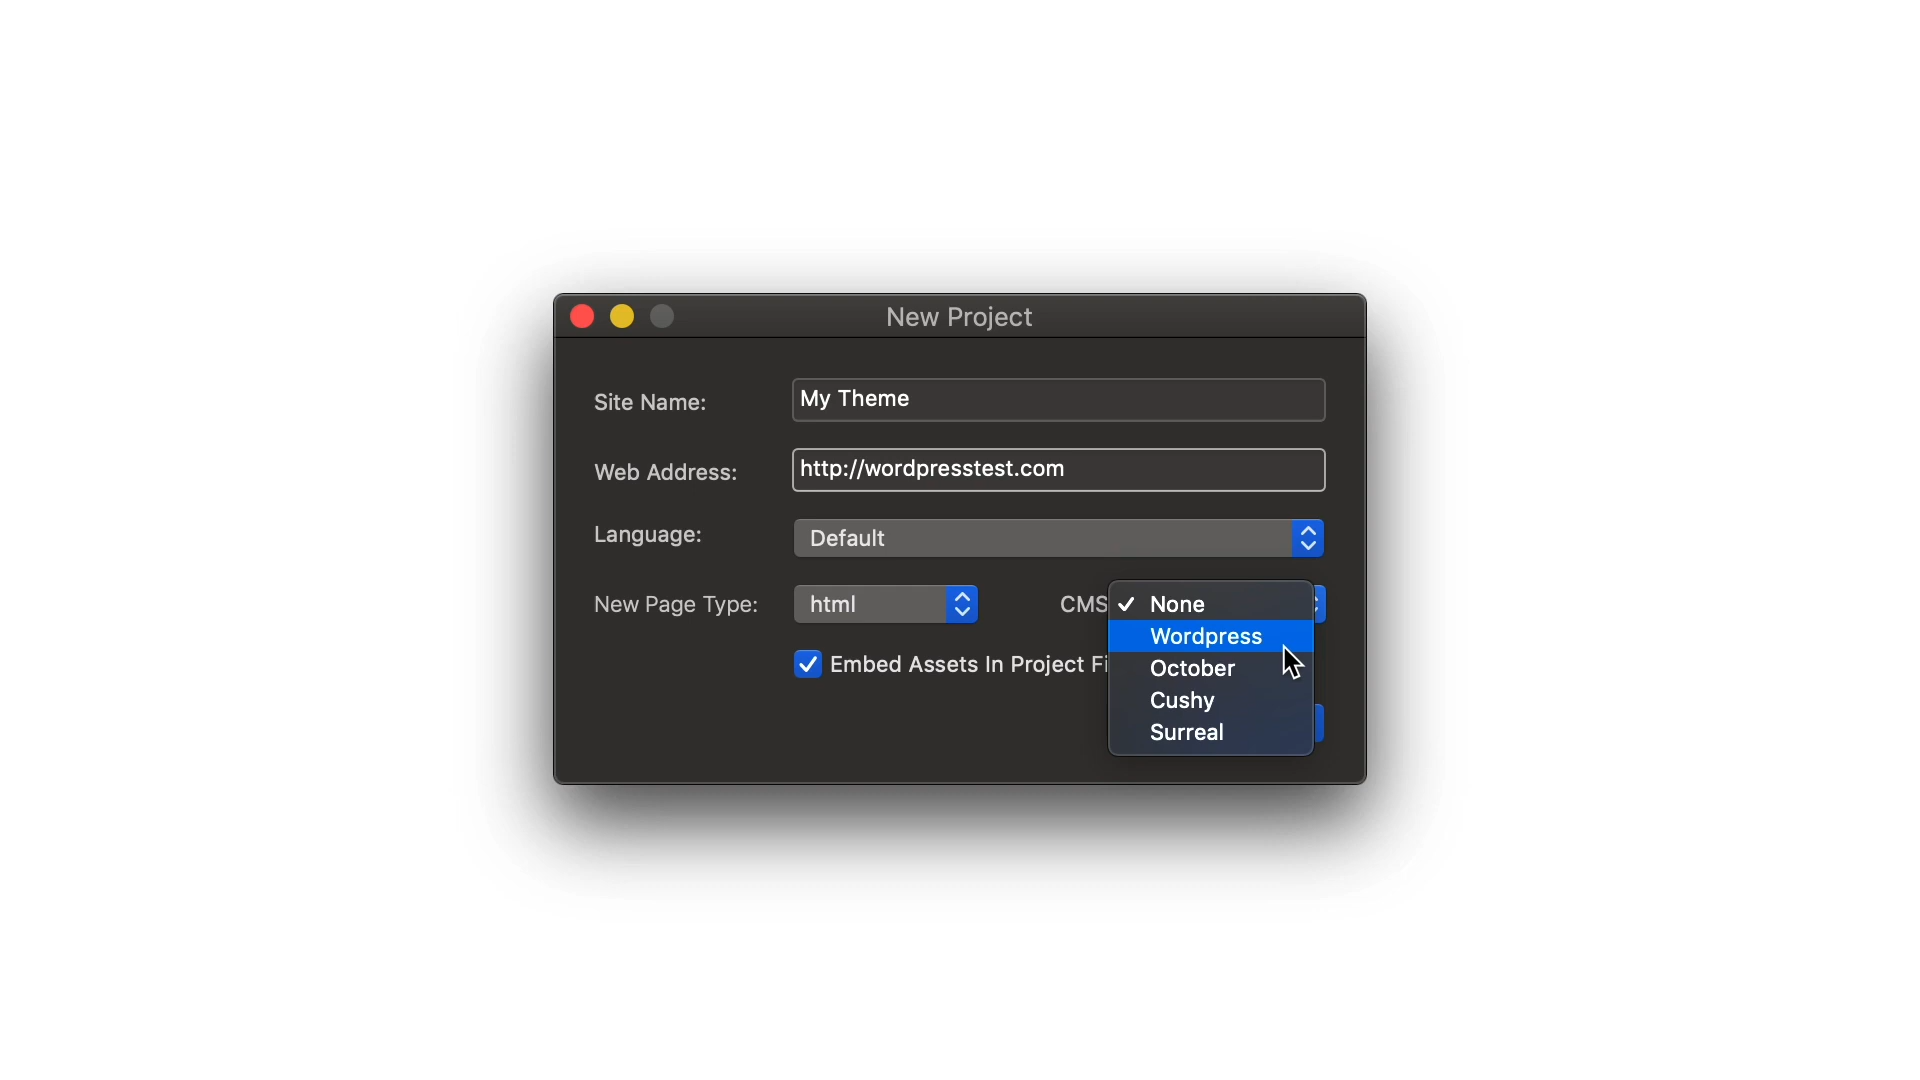 New Project
Site Name: My Theme
Web Address: http://wordpresstest.com
Language: Default
New Page Type: html CMS None
Wordpress
Embed Assets In Project
October
Cushy
Surreal